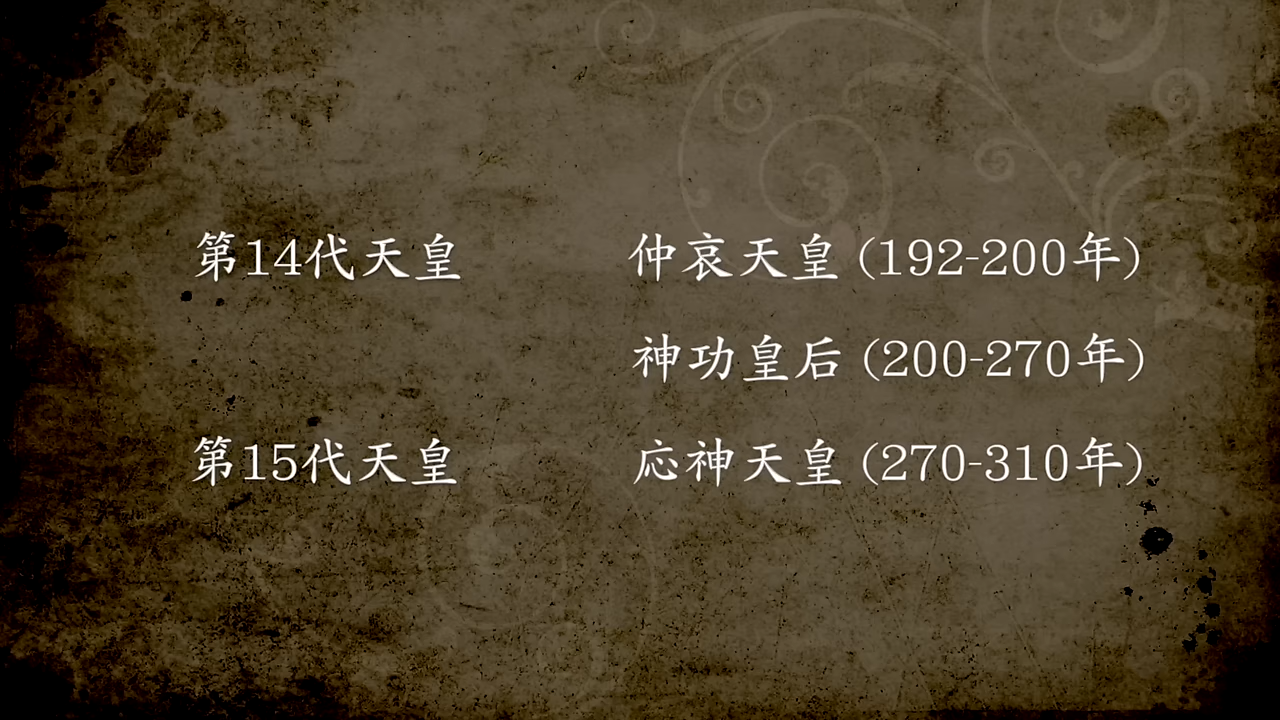 第14代天皇 仲哀天皇 (192-200年)
神功皇后 (200-270年)
第15代天皇 応神天皇 (270-310年)